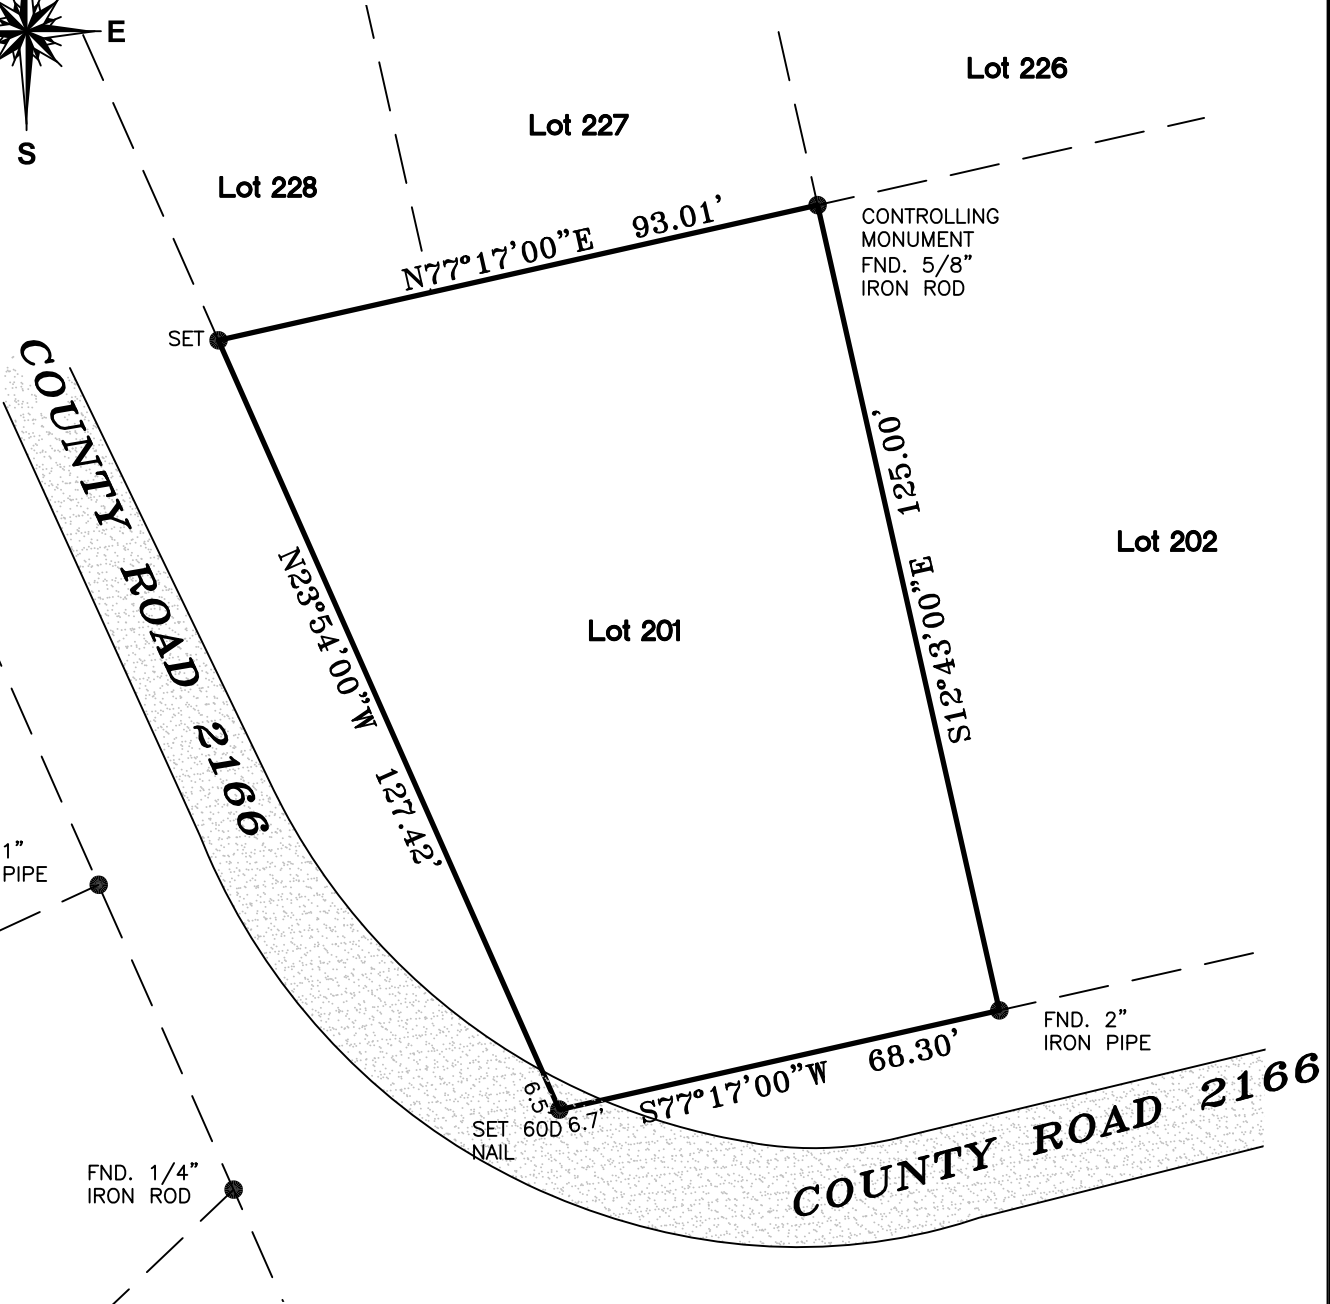 E
S
Lot 226
Lot 227
Lot 228
N77°17’00”E 93.01’
CONTROLLING
MONUMENT
FND. 5/8”
IRON ROD
SET
COUNTY ROAD 2166
N23°54’00”W 127.42’
S12°43’00”E 125.00’
Lot 201
Lot 202
1”
PIPE
FND. 2”
IRON PIPE
S77°17’00”W 68.30’
6.5’
6.7’
SET 60D
NAIL
COUNTY ROAD 2166
FND. 1/4”
IRON ROD